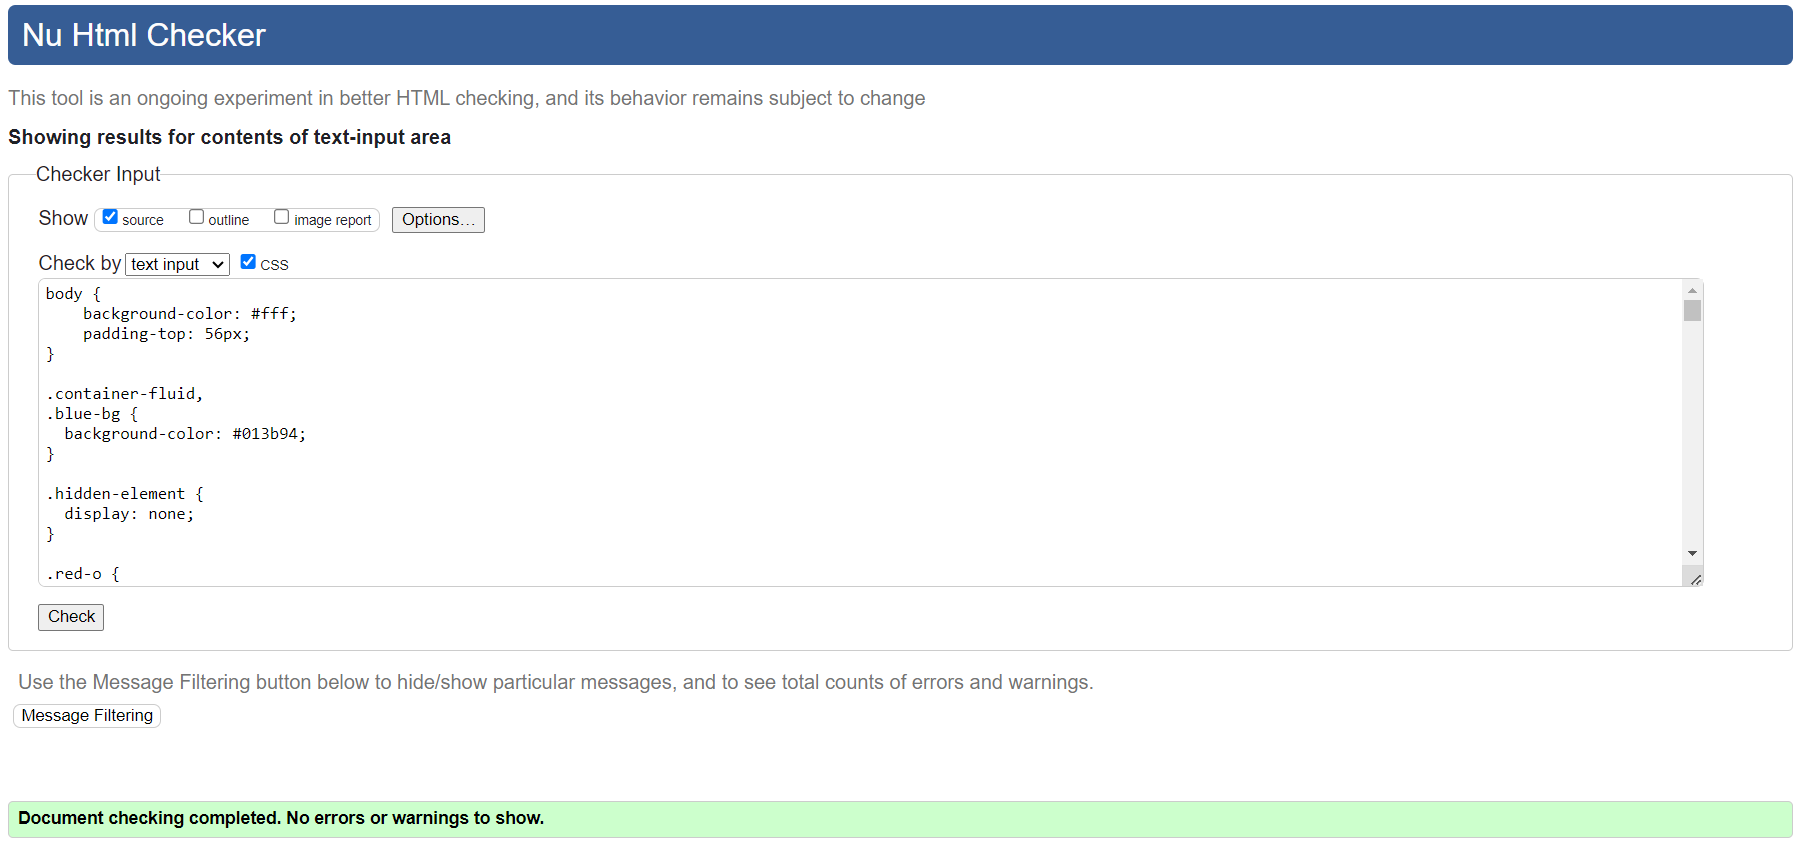 Nu Html Checker
This tool is an ongoing experiment in better HTML checking, and its behavior remains subject to change
Showing results for contents of text-input area
Checker Input
Show source outline image report Options...
Check by text input CSS
body {
    background-color: #fff;
    padding-top: 56px;
}

.container-fluid,
.blue-bg {
  background-color: #013b94;
}

.hidden-element {
  display: none;
}

.red-o {
Check
Use the Message Filtering button below to hide/show particular messages, and to see total counts of errors and warnings.
Message Filtering
Document checking completed. No errors or warnings to show.